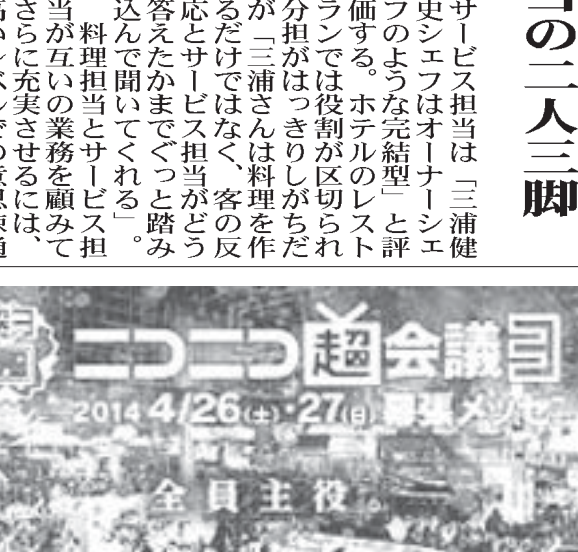 の二人三脚
サービス担当は「三浦健
史シェフはオーナーシェ
フのような完結型」と評
価する。ホテルのレスト
ランでは役割が区切られ
分担がはっきりしがちだ
が「三浦さんは料理を作
るだけではなく、客の反
応とサービス担当がどう
答えたかまでぐっと踏み
込んで聞いてくれる」。
料理担当とサービス担
当が互いの業務を顧みて
さらに充実させるには、
ニコニコ超会議3
2014 4/26(土)・27(日) 幕張メッセ
全員主役。